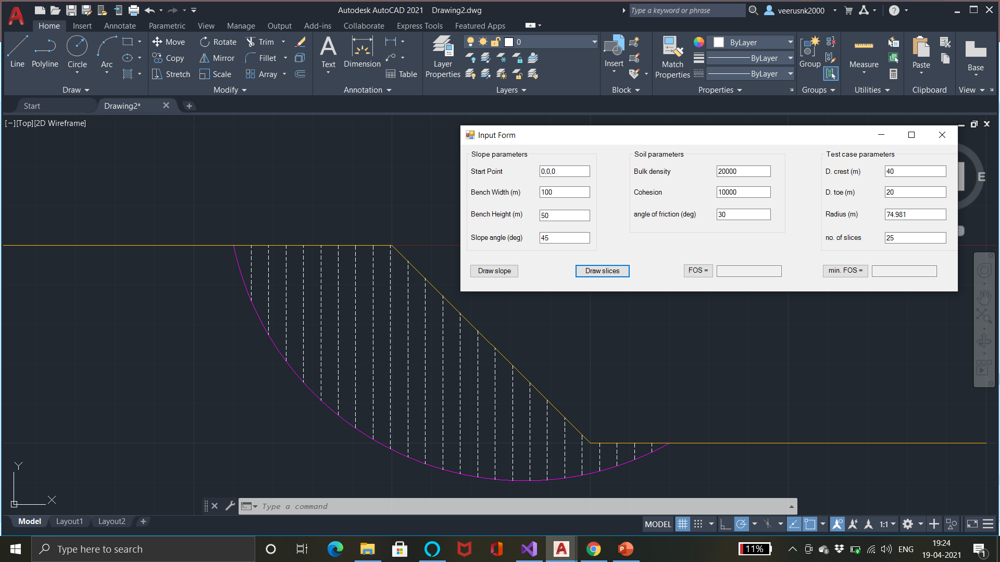 Autodesk AutoCAD 2021 Drawing2.dwg
Type a keyword or phrase
veerusnk2000
Home Insert Annotate Parametric View Manage Output Add-ins Collaborate Express Tools Featured Apps
Line Polyline Circle Arc
Move Rotate Trim
Copy Mirror Fillet
Stretch Scale Array
Text Dimension Table
Layer Properties
0
Insert
Match Properties
ByLayer
ByLayer
ByLayer
Group
Measure
Paste
Base
Draw Modify Annotation Layers Block Properties Groups Utilities Clipboard View
Start Drawing2*
[−][Top][2D Wireframe]
Input Form
Slope parameters
Start Point 0,0,0
Bench Width (m) 100
Bench Height (m) 50
Slope angle (deg) 45
Soil parameters
Bulk density 20000
Cohesion 10000
angle of friction (deg) 30
Test case parameters
D. crest (m) 40
D. toe (m) 20
Radius (m) 74.981
no. of slices 25
Draw slope Draw slices FOS = min. FOS =
E
Y
X
Type a command
Model Layout1 Layout2
MODEL 1:1
Type here to search
11%
ENG
19:24
19-04-2021
1